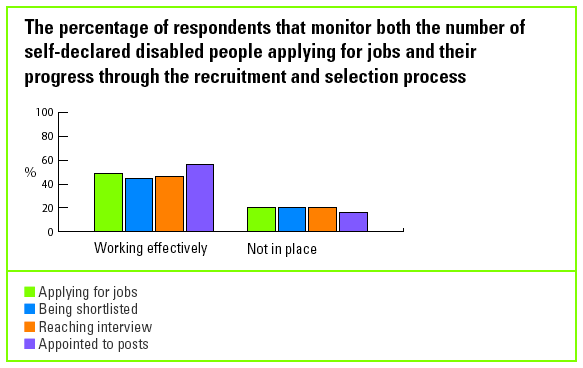 The percentage of respondents that monitor both the number of
self-declared disabled people applying for jobs and their
progress through the recruitment and selection process
100
80
60
%
40
20
0
Working effectively Not in place
Applying for jobs
Being shortlisted
Reaching interview
Appointed to posts